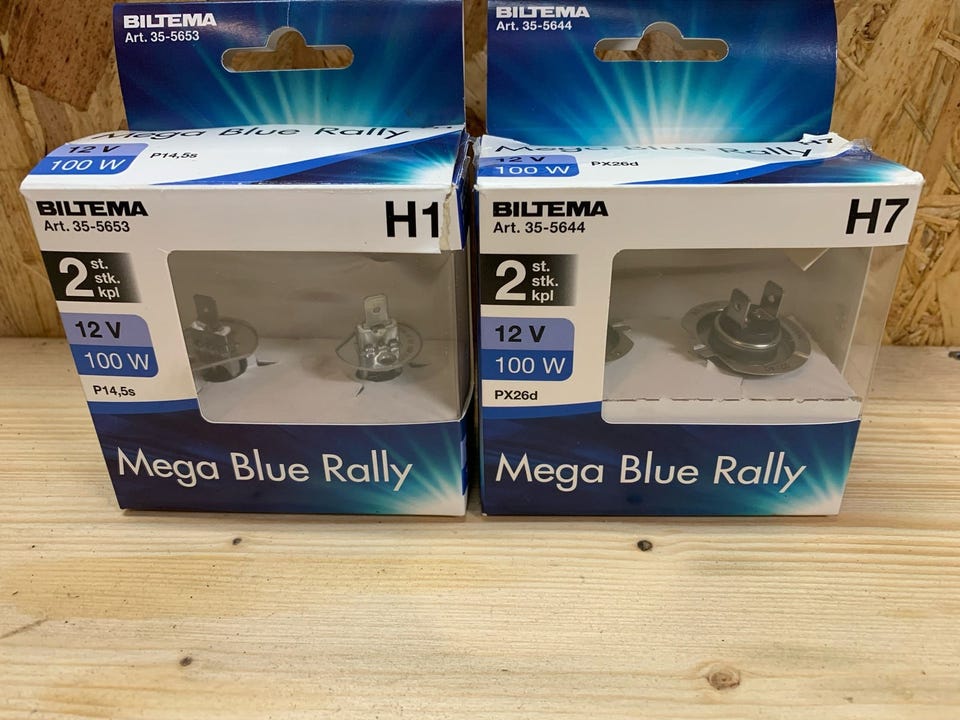 BILTEMA
Art. 35-5653
Mega Blue Rally
12 V
100 W
P14,5s
BILTEMA
Art. 35-5653
H1
2 st.
stk.
kpl
12 V
100 W
P14,5s
Mega Blue Rally
BILTEMA
Art. 35-5644
Mega Blue Rally
H7
12 V
100 W
PX26d
BILTEMA
Art. 35-5644
H7
2 st.
stk.
kpl
12 V
100 W
PX26d
Mega Blue Rally